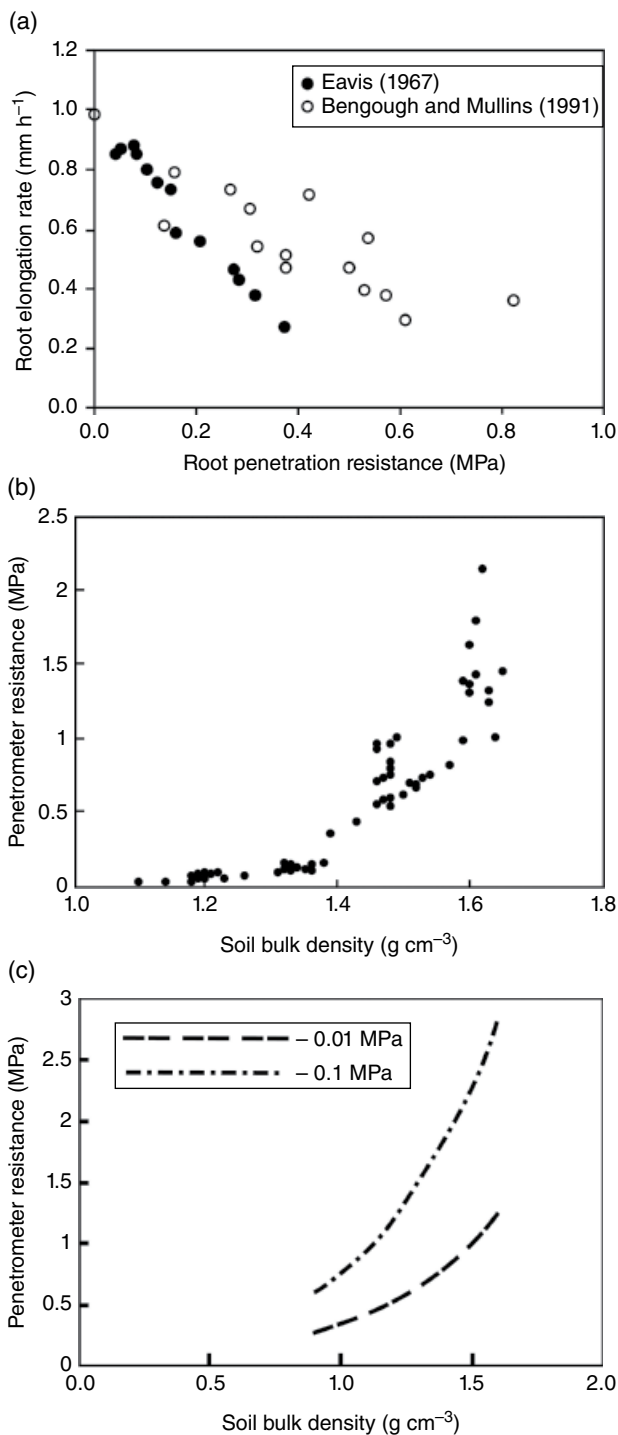 (a)
1.2
1.0
0.8
0.6
0.4
0.2
0.0
Root elongation rate (mm h⁻¹)
Eavis (1967)
Bengough and Mullins (1991)
0.0 0.2 0.4 0.6 0.8 1.0
Root penetration resistance (MPa)
(b)
2.5
2
1.5
1
0.5
0
Penetrometer resistance (MPa)
1.0 1.2 1.4 1.6 1.8
Soil bulk density (g cm⁻³)
(c)
3
2.5
2
1.5
1
0.5
0
Penetrometer resistance (MPa)
– 0.01 MPa
– 0.1 MPa
0.0 0.5 1.0 1.5 2.0
Soil bulk density (g cm⁻³)